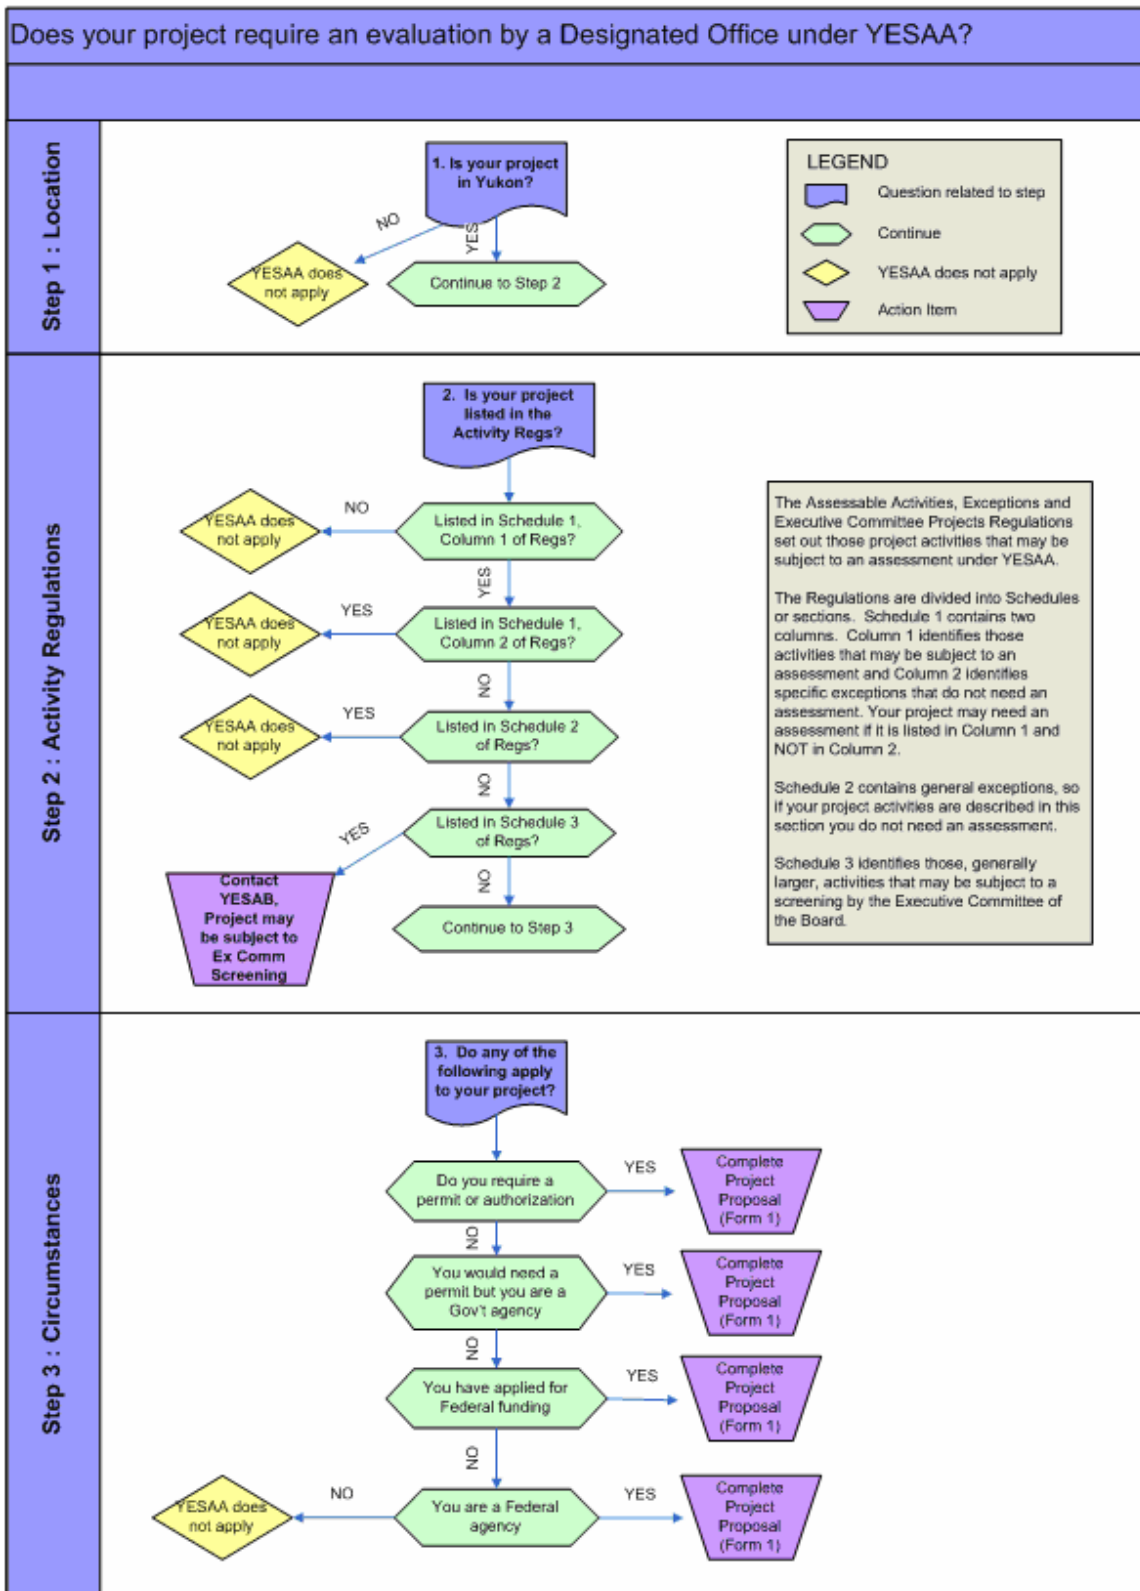 Does your project require an evaluation by a Designated Office under YESAA?
Step 1 : Location
1. Is your project
in Yukon?
NO
YES
YESAA does
not apply
Continue to Step 2
LEGEND
Question related to step
Continue
YESAA does not apply
Action Item
Step 2 : Activity Regulations
2. Is your project
listed in the
Activity Regs?
Listed in Schedule 1,
Column 1 of Regs?
NO
YESAA does
not apply
YES
Listed in Schedule 1,
Column 2 of Regs?
YES
YESAA does
not apply
NO
Listed in Schedule 2
of Regs?
YES
YESAA does
not apply
NO
Listed in Schedule 3
of Regs?
YES
Contact
YESAB,
Project may
be subject to
Ex Comm
Screening
NO
Continue to Step 3
The Assessable Activities, Exceptions and
Executive Committee Projects Regulations
set out those project activities that may be
subject to an assessment under YESAA.
The Regulations are divided into Schedules
or sections. Schedule 1 contains two
columns. Column 1 identifies those
activities that may be subject to an
assessment and Column 2 identifies
specific exceptions that do not need an
assessment. Your project may need an
assessment if it is listed in Column 1 and
NOT in Column 2.
Schedule 2 contains general exceptions, so
if your project activities are described in this
section you do not need an assessment.
Schedule 3 identifies those, generally
larger, activities that may be subject to a
screening by the Executive Committee of
the Board.
Step 3 : Circumstances
3. Do any of the
following apply
to your project?
Do you require a
permit or authorization
YES
Complete
Project
Proposal
(Form 1)
NO
You would need a
permit but you are a
Gov't agency
YES
Complete
Project
Proposal
(Form 1)
NO
You have applied for
Federal funding
YES
Complete
Project
Proposal
(Form 1)
NO
You are a Federal
agency
NO
YESAA does
not apply
YES
Complete
Project
Proposal
(Form 1)